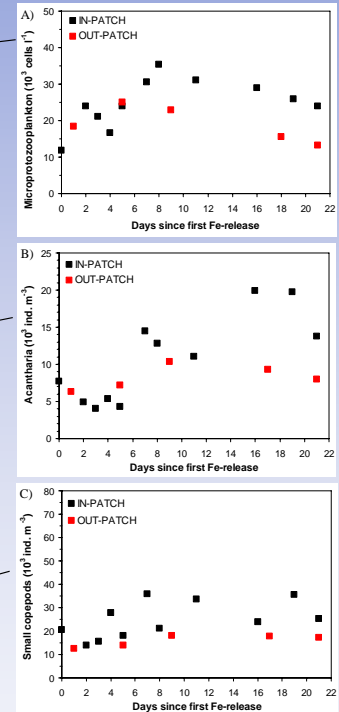 A)
50
40
30
20
10
0
Microprotozooplankton (10³ cells l⁻¹)
IN-PATCH
OUT-PATCH
0 2 4 6 8 10 12 14 16 18 20 22
Days since first Fe-release
B)
25
20
15
10
5
0
Acantharia (10³ ind. m⁻³)
IN-PATCH
OUT-PATCH
0 2 4 6 8 10 12 14 16 18 20 22
Days since first Fe-release
C)
80
70
60
50
40
30
20
10
0
Small coprepods (10³ ind. m⁻³)
IN-PATCH
OUT-PATCH
0 2 4 6 8 10 12 14 16 18 20 22
Days since first Fe-release